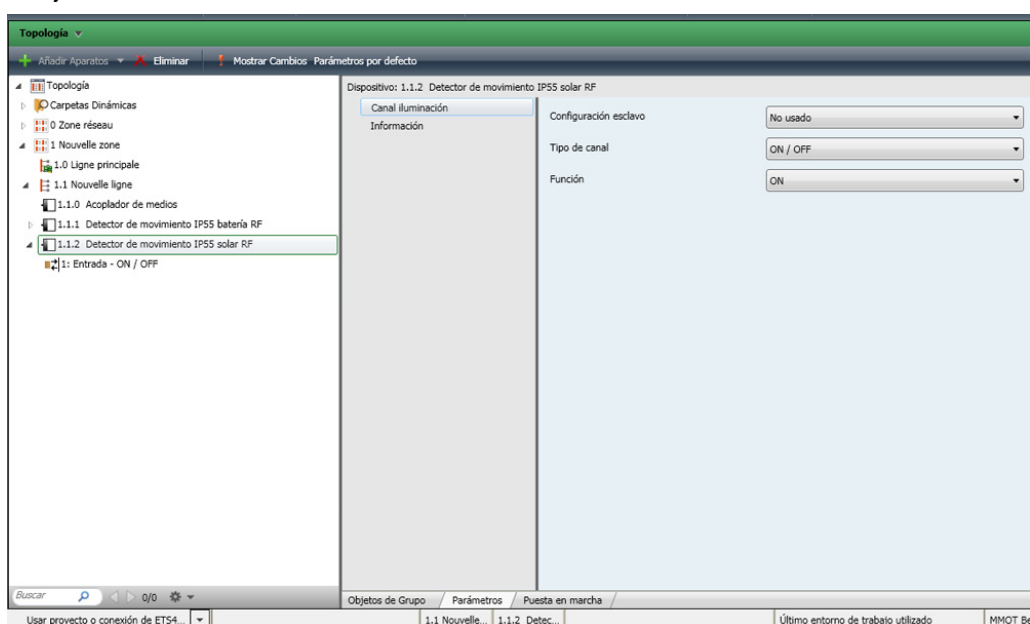 Topología
Añadir Aparatos Eliminar Mostrar Cambios Parámetros por defecto
Topología
Carpetas Dinámicas
0 Zone réseau
1 Nouvelle zone
1.0 Ligne principale
1.1 Nouvelle ligne
1.1.0 Acoplador de medios
1.1.1 Detector de movimiento IP55 batería RF
1.1.2 Detector de movimiento IP55 solar RF
1: Entrada - ON / OFF
Dispositivo: 1.1.2 Detector de movimiento IP55 solar RF
Canal iluminación
Información
Configuración esclavo No usado
Tipo de canal ON / OFF
Función ON
Buscar 0/0
Objetos de Grupo Parámetros Puesta en marcha
Usar proyecto o conexión de ETS4... 1.1 Nouvelle... 1.1.2 Detec... Último entorno de trabajo utilizado MMOT